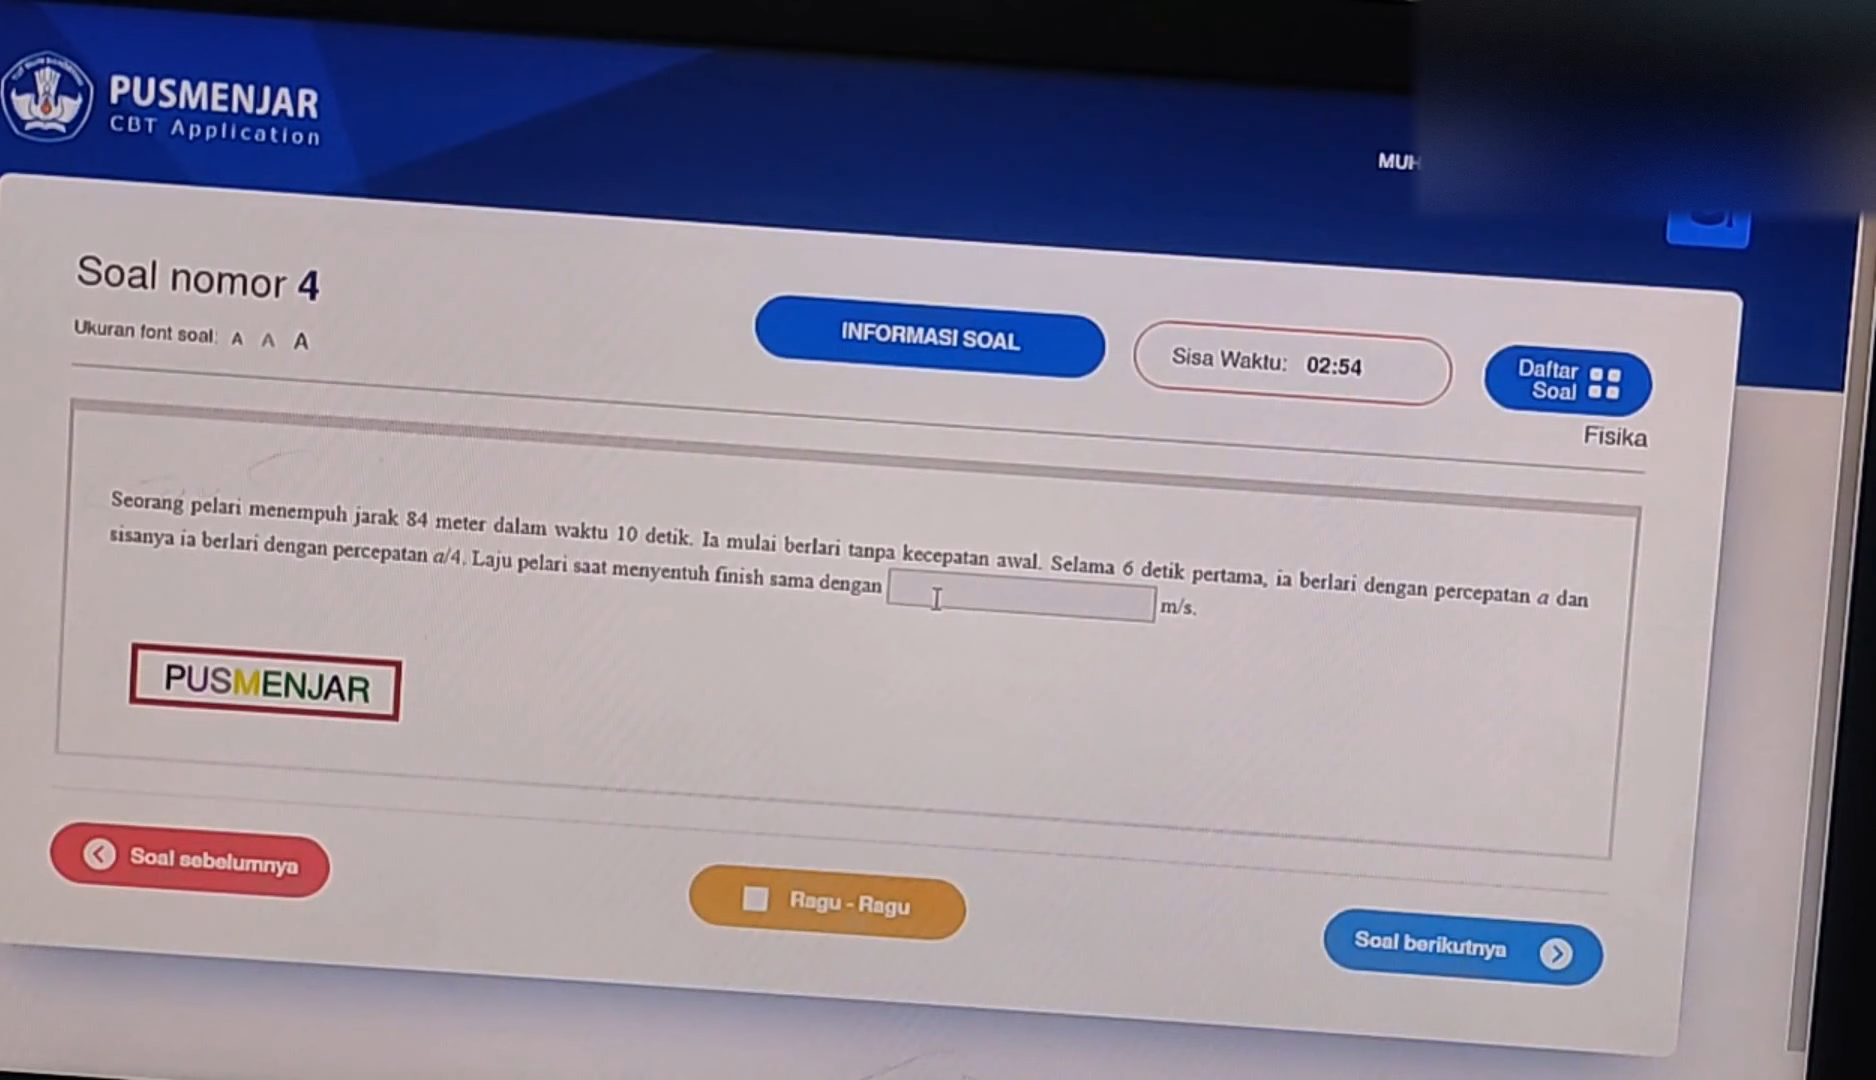 PUSMENJAR
CBT Application
MUH
Soal nomor 4
INFORMASI SOAL
Sisa Waktu: 02:54
Daftar
Soal
Ukuran font soal: A A A
Fisika
Seorang pelari menempuh jarak 84 meter dalam waktu 10 detik. Ia mulai berlari tanpa kecepatan awal. Selama 6 detik pertama, ia berlari dengan percepatan a dan
sisanya ia berlari dengan percepatan a/4. Laju pelari saat menyentuh finish sama dengan m/s.
PUSMENJAR
Soal sebelumnya
Ragu - Ragu
Soal berikutnya